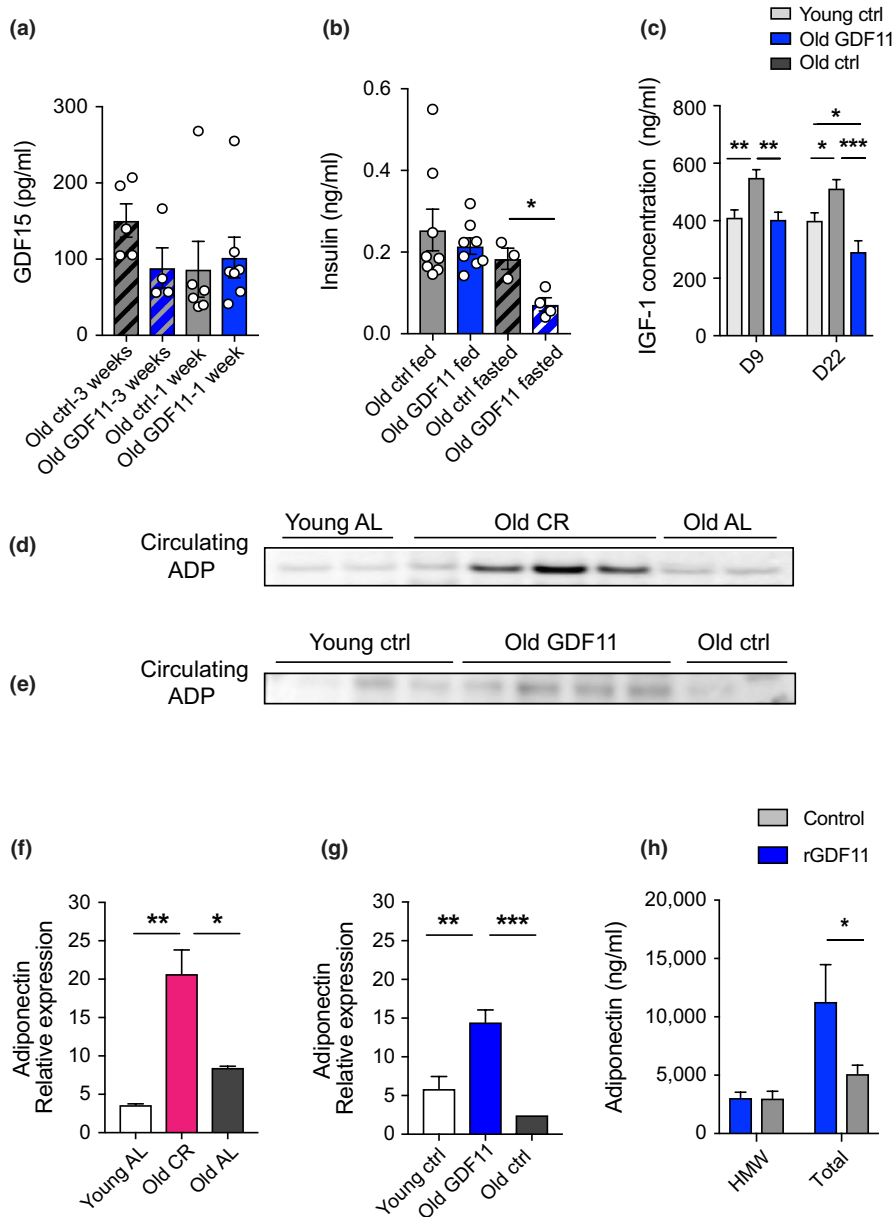 (a)
GDF15 (pg/ml)
300
200
100
0
Old ctrl-3 weeks
Old GDF11-3 weeks
Old ctrl-1 week
Old GDF11-1 week
(b)
Insulin (ng/ml)
0.6
0.4
0.2
0.0
*
Old ctrl fed
Old GDF11 fed
Old ctrl fasted
Old GDF11 fasted
(c)
Young ctrl
Old GDF11
Old ctrl
IGF-1 concentration (ng/ml)
800
600
400
200
0
** **
*
* ***
D9 D22
(d)
Circulating
ADP
Young AL Old CR Old AL
(e)
Circulating
ADP
Young ctrl Old GDF11 Old ctrl
(f)
Adiponectin
Relative expression
30
25
20
15
10
5
0
** *
Young AL
Old CR
Old AL
(g)
Adiponectin
Relative expression
30
25
20
15
10
5
0
** ***
Young ctrl
Old GDF11
Old ctrl
(h)
Control
rGDF11
Adiponectin (ng/ml)
20,000
15,000
10,000
5,000
0
*
HMW
Total